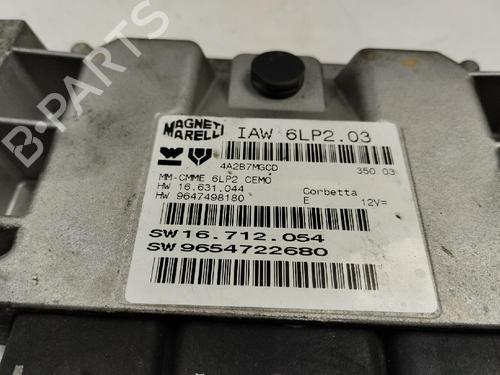 MAGNETI MARELLI
IAW 6LP2.03
4A2B7MGCD
350 03
MM-CMME 6LP2 CEMO
HW 16.631.044
Corbetta
HW 9647498180
E
12V=
SW 16.712.054
SW 9654722680
B-PARTS